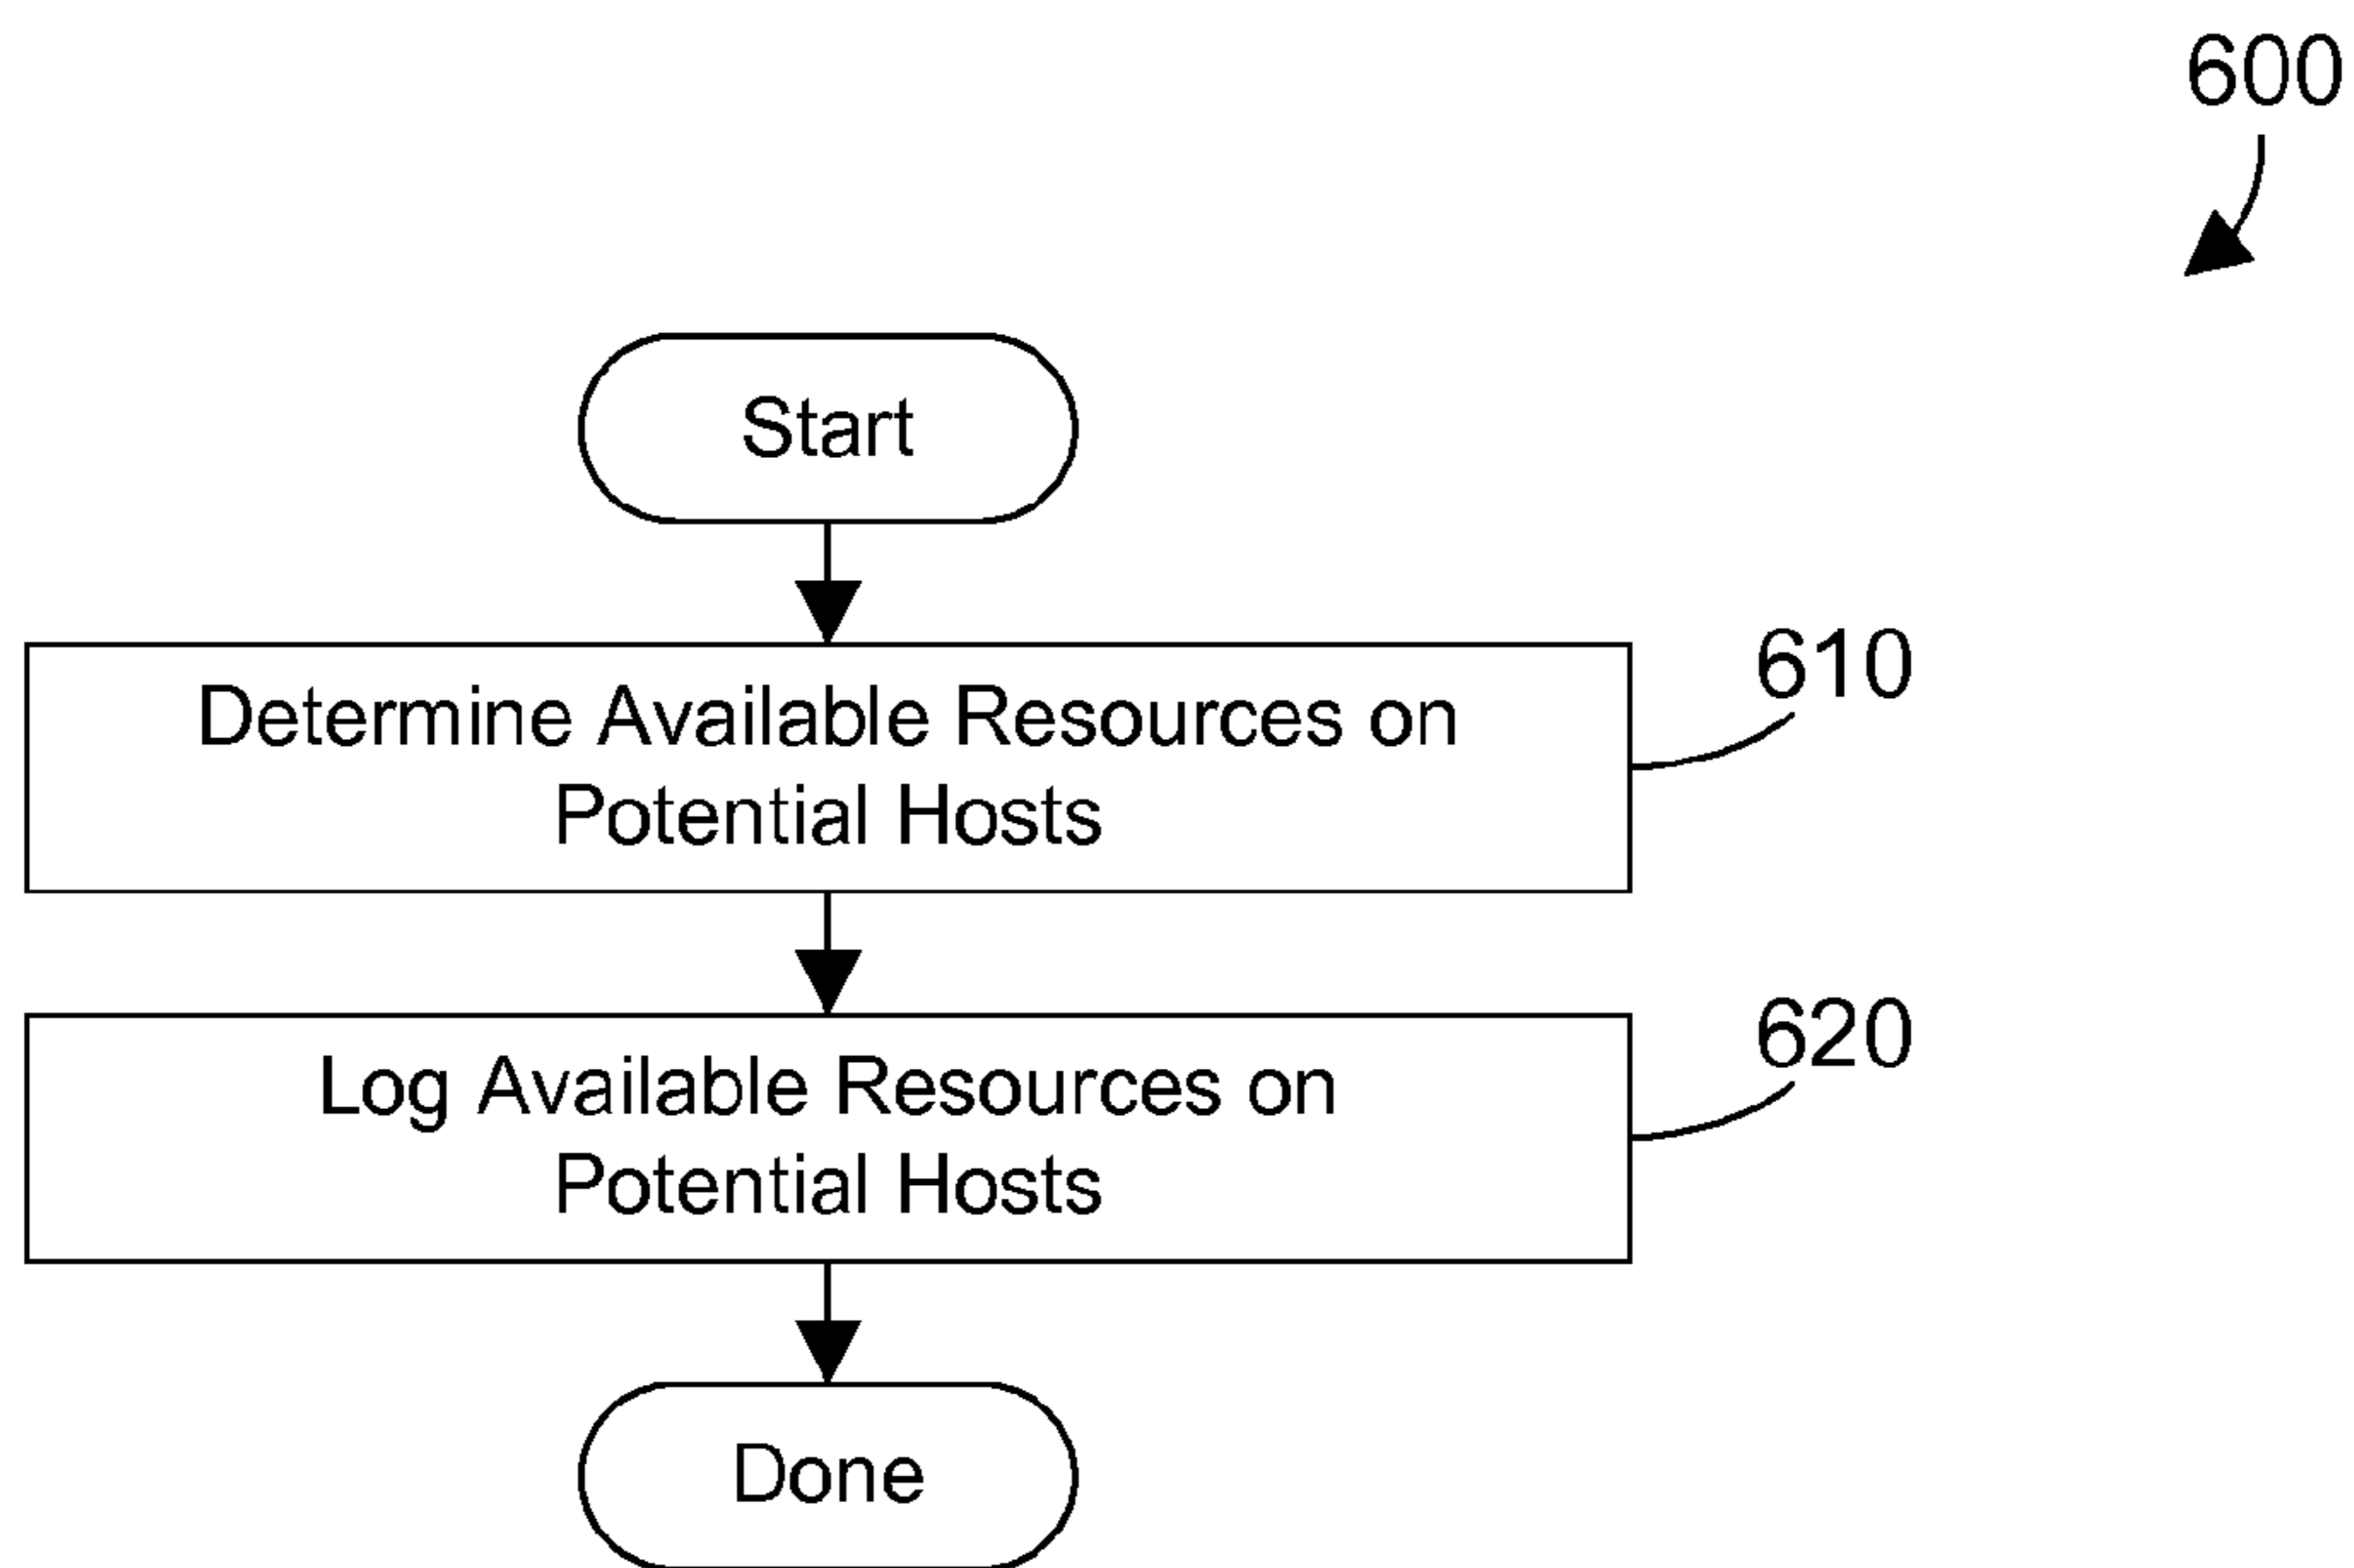 600
Start
Determine Available Resources on
Potential Hosts
610
Log Available Resources on
Potential Hosts
620
Done